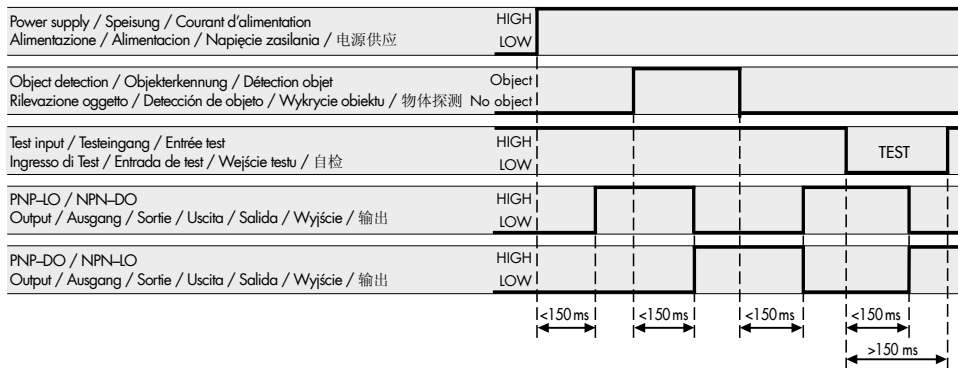 Power supply / Speisung / Courant d'alimentation
Alimentazione / Alimentacion / Napięcie zasilania / 电源供应
HIGH
LOW
Object detection / Objekterkennung / Détection objet
Rilevazione oggetto / Detección de objeto / Wykrycie obiektu / 物体探测
Object
No object
Test input / Testeingang / Entrée test
Ingresso di Test / Entrada de test / Wejście testu / 自检
HIGH
LOW
TEST
PNP–LO / NPN–DO
Output / Ausgang / Sortie / Uscita / Salida / Wyjście / 输出
HIGH
LOW
PNP–DO / NPN–LO
Output / Ausgang / Sortie / Uscita / Salida / Wyjście / 输出
HIGH
LOW
<150 ms <150 ms <150 ms <150 ms
>150 ms